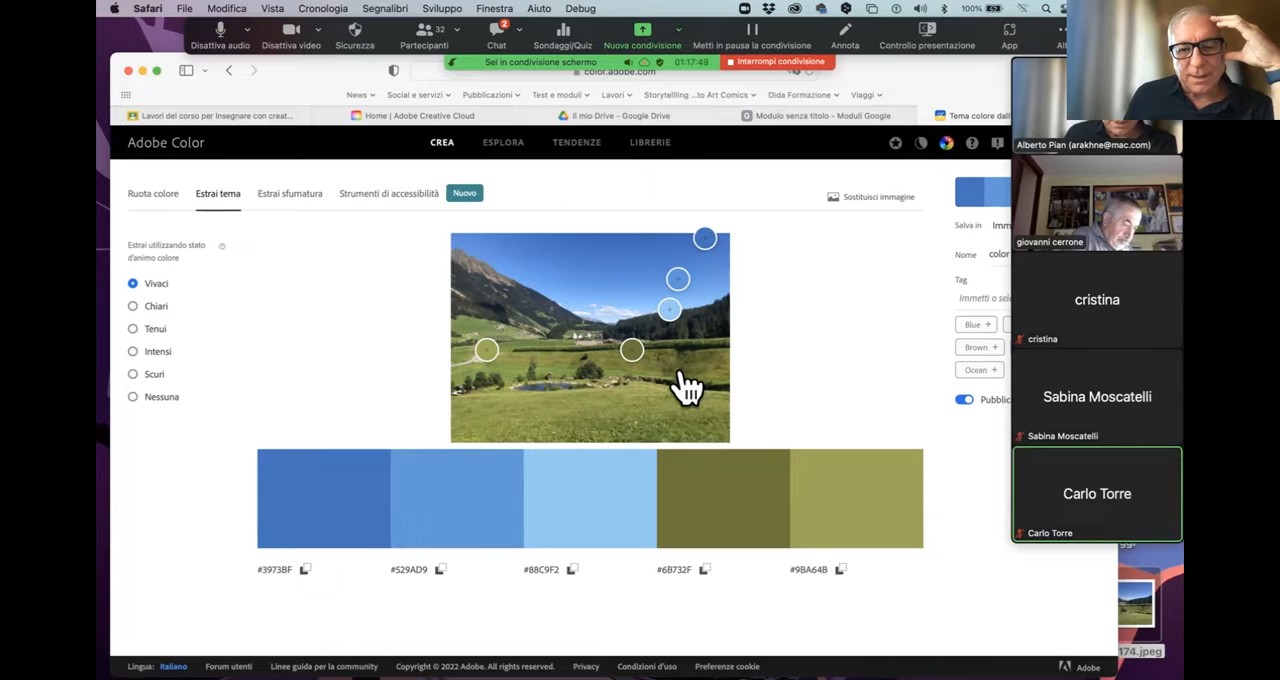 Safari File Modifica Vista Cronologia Segnalibri Sviluppo Finestra Aiuto Debug 100%
Disattiva audio Disattiva video Sicurezza 32 Partecipanti 2 Chat Sondaggi/Quiz Nuova condivisione Metti in pausa la condivisione Annota Controllo presentazione App
Sei in condivisione schermo 01:17:49 Interrompi condivisione
color.adobe.com
News Social e servizi Pubblicazioni Test e moduli Lavori Storytelling ...to Art Comics Dida Formazione Viaggi
Lavori del corso per Insegnare con creat... Home | Adobe Creative Cloud Il mio Drive - Google Drive Modulo senza titolo - Moduli Google
Adobe Color CREA ESPLORA TENDENZE LIBRERIE
Alberto Pian (arakhne@mac.com)
Ruota colore Estrai tema Estrai sfumatura Strumenti di accessibilità Nuovo
Sostituisci immagine
Salva in
Nome color
Tag
Immetti o
Blue +
Brown +
Ocean +
Estrai utilizzando stato
d'animo colore
Vivaci
Chiari
Tenui
Intensi
Scuri
Nessuna
giovanni cerrone
cristina
cristina
Sabina Moscatelli
Sabina Moscatelli
Carlo Torre
Carlo Torre
#3973BF #529AD9 #88C9F2 #6B732F #9BA64B
174.jpeg
Lingua: Italiano Forum utenti Linee guida per la community Copyright © 2022 Adobe. All rights reserved. Privacy Condizioni d'uso Preferenze cookie Adobe